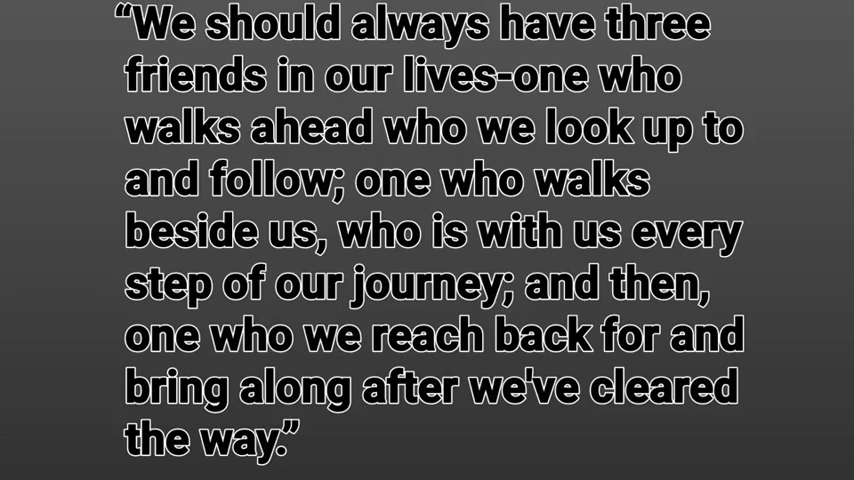 “We should always have three
friends in our lives-one who
walks ahead who we look up to
and follow; one who walks
beside us, who is with us every
step of our journey; and then,
one who we reach back for and
bring along after we've cleared
the way.”